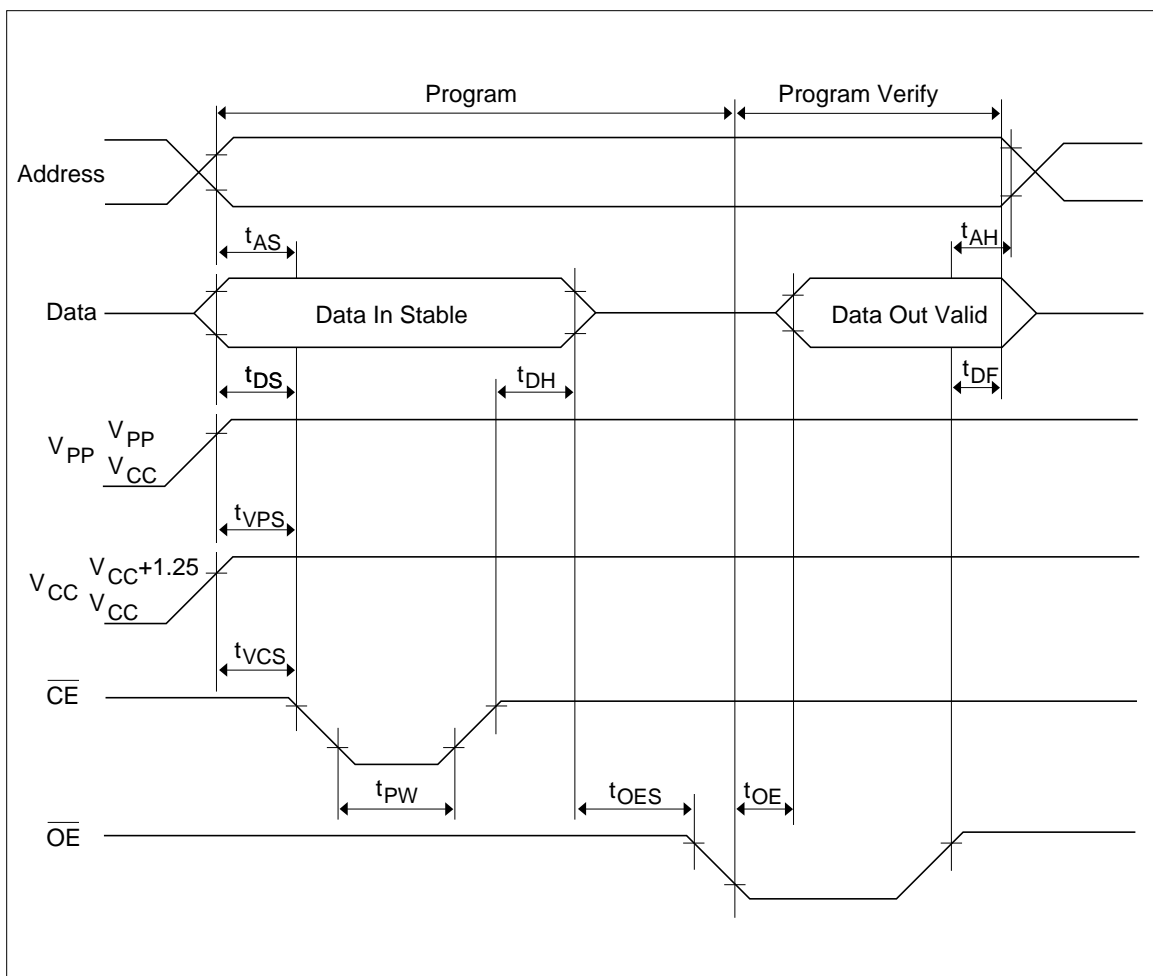 Program
Program Verify
Address
tAS
tAH
Data
Data In Stable
Data Out Valid
tDS
tDH
tDF
VPP
VPP
VCC
tVPS
VCC
VCC+1.25
VCC
tVCS
CE
tPW
tOES
tOE
OE